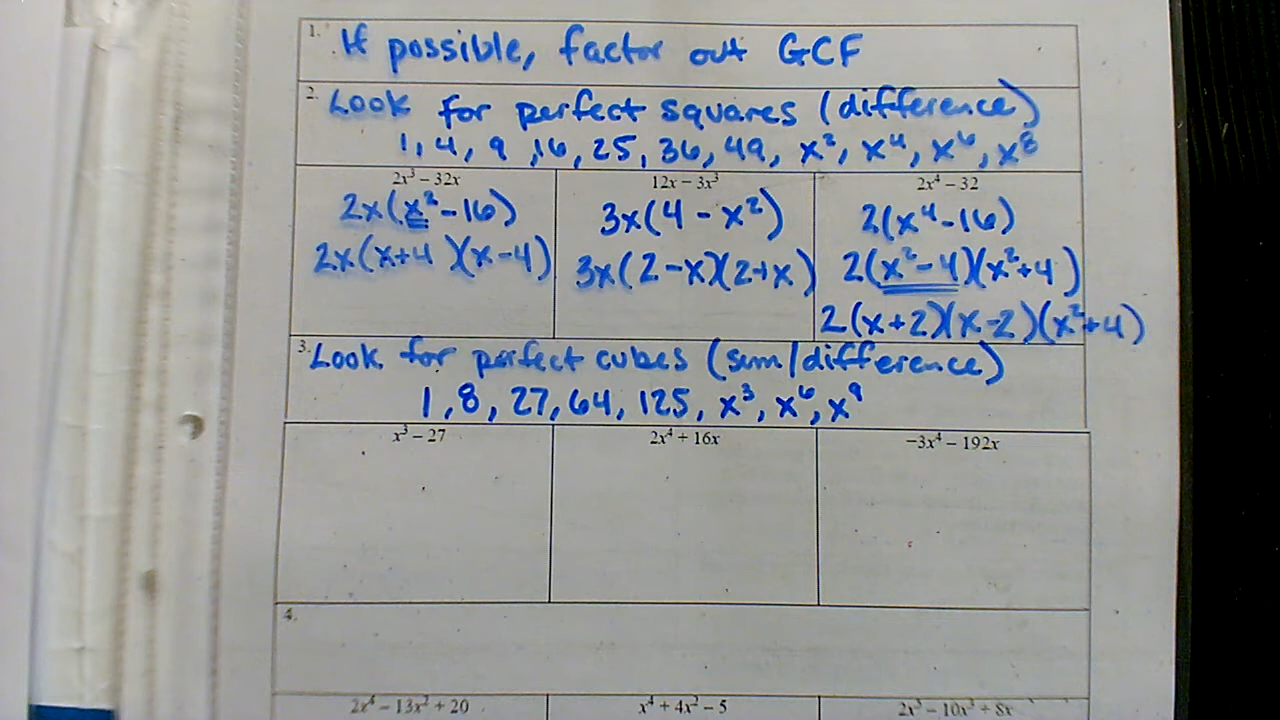 1. If possible, factor out GCF
2. Look for perfect squares (difference)
1, 4, 9, 16, 25, 36, 49, x², x⁴, x⁶, x⁸
2x³ – 32x
2x(x²-16)
2x(x+4)(x-4)
12x – 3x³
3x(4 - x²)
3x(2-x)(2+x)
2x⁴ – 32
2(x⁴-16)
2(x²-4)(x²+4)
2(x+2)(x-2)(x²+4)
3. Look for perfect cubes (sum/difference)
1, 8, 27, 64, 125, x³, x⁶, x⁹
x³ – 27
2x⁴ + 16x
–3x⁴ – 192x
4.
2x⁴ – 13x² + 20
x⁴ + 4x² – 5
– 10x³ + 8x